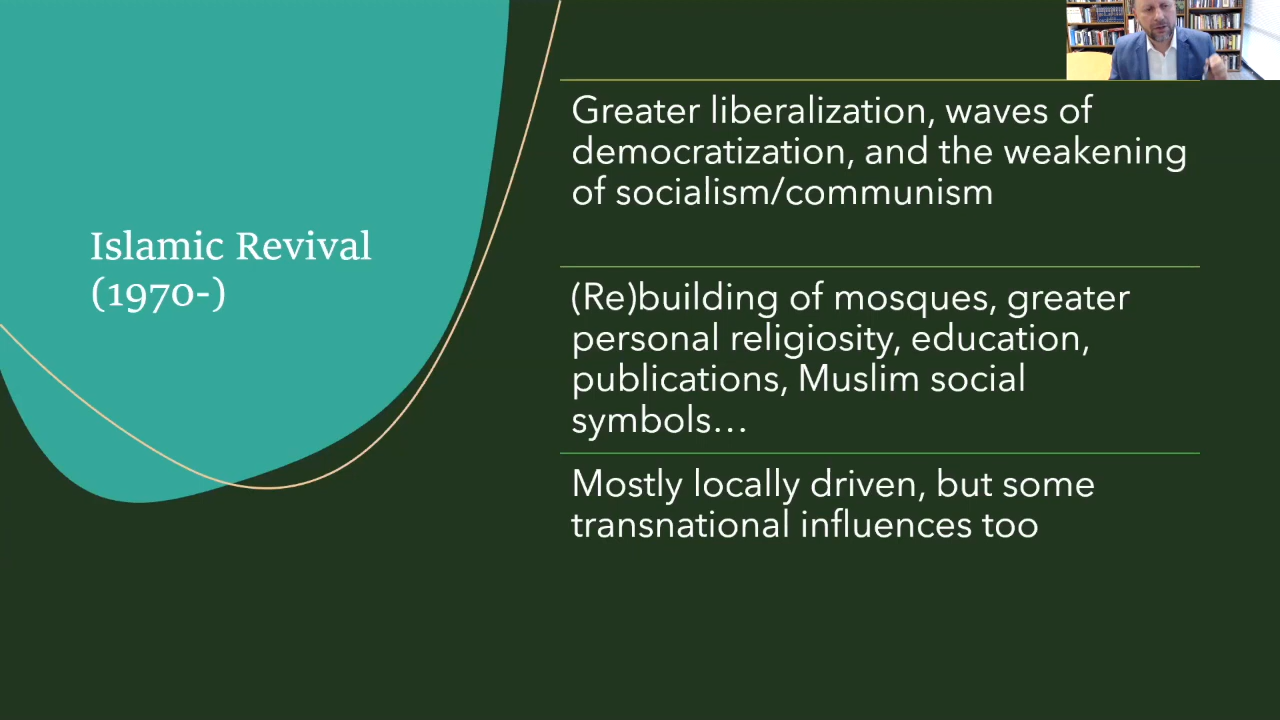 Islamic Revival
(1970-)
Greater liberalization, waves of
democratization, and the weakening
of socialism/communism
(Re)building of mosques, greater
personal religiosity, education,
publications, Muslim social
symbols…
Mostly locally driven, but some
transnational influences too